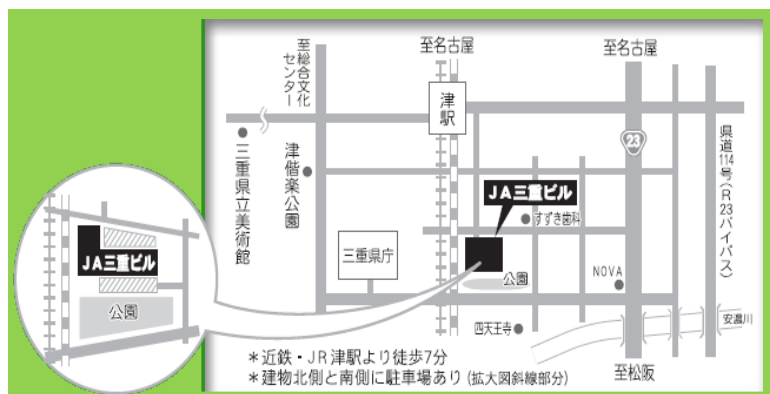 至名古屋
至名古屋
至総合文化
センター
津駅
三重県立美術館
津偕楽公園
23
県道114号(R23バイパス)
JA三重ビル
すずき歯科
三重県庁
公園
NOVA
四天王寺
安濃川
至松阪
JA三重ビル
公園
*近鉄・JR津駅より徒歩7分
*建物北側と南側に駐車場あり(拡大図斜線部分)